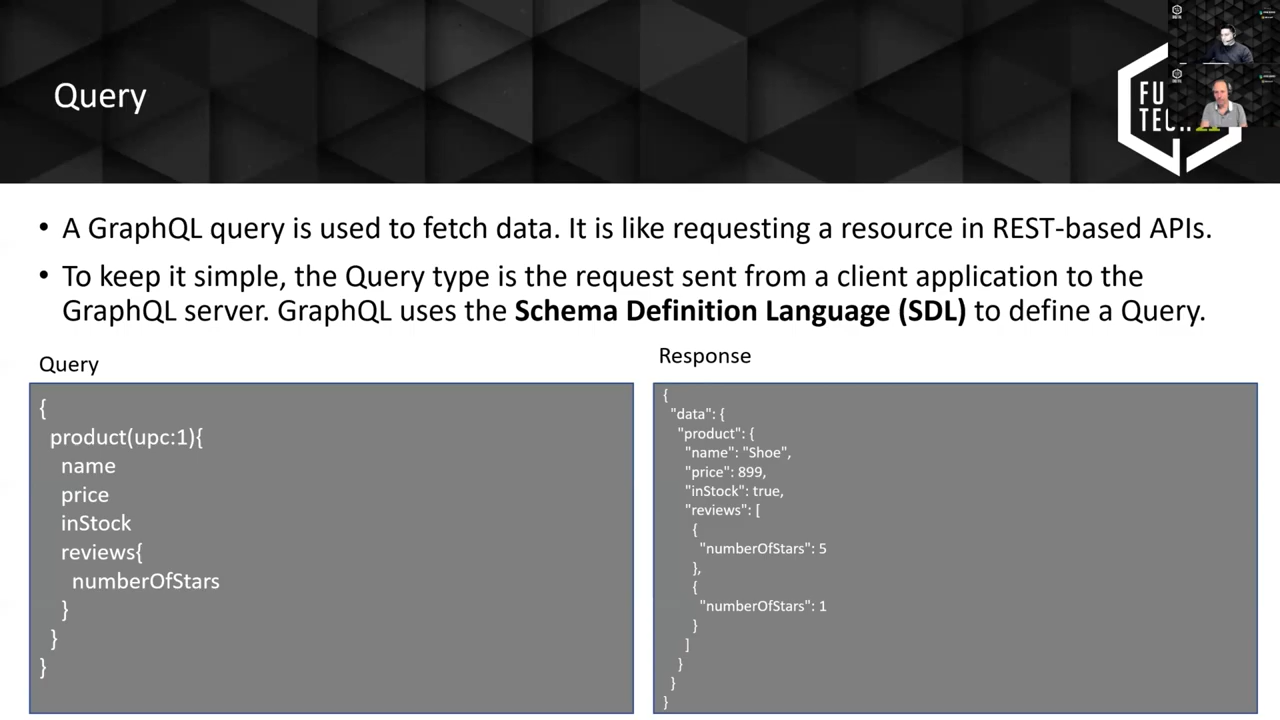 Query
FU
TECH 21
• A GraphQL query is used to fetch data. It is like requesting a resource in REST-based APIs.
• To keep it simple, the Query type is the request sent from a client application to the
GraphQL server. GraphQL uses the Schema Definition Language (SDL) to define a Query.
Query
{
product(upc:1){
name
price
inStock
reviews{
numberOfStars
}
}
}
Response
{
"data": {
"product": {
"name": "Shoe",
"price": 899,
"inStock": true,
"reviews": [
{
"numberOfStars": 5
},
{
"numberOfStars": 1
}
]
}
}
}